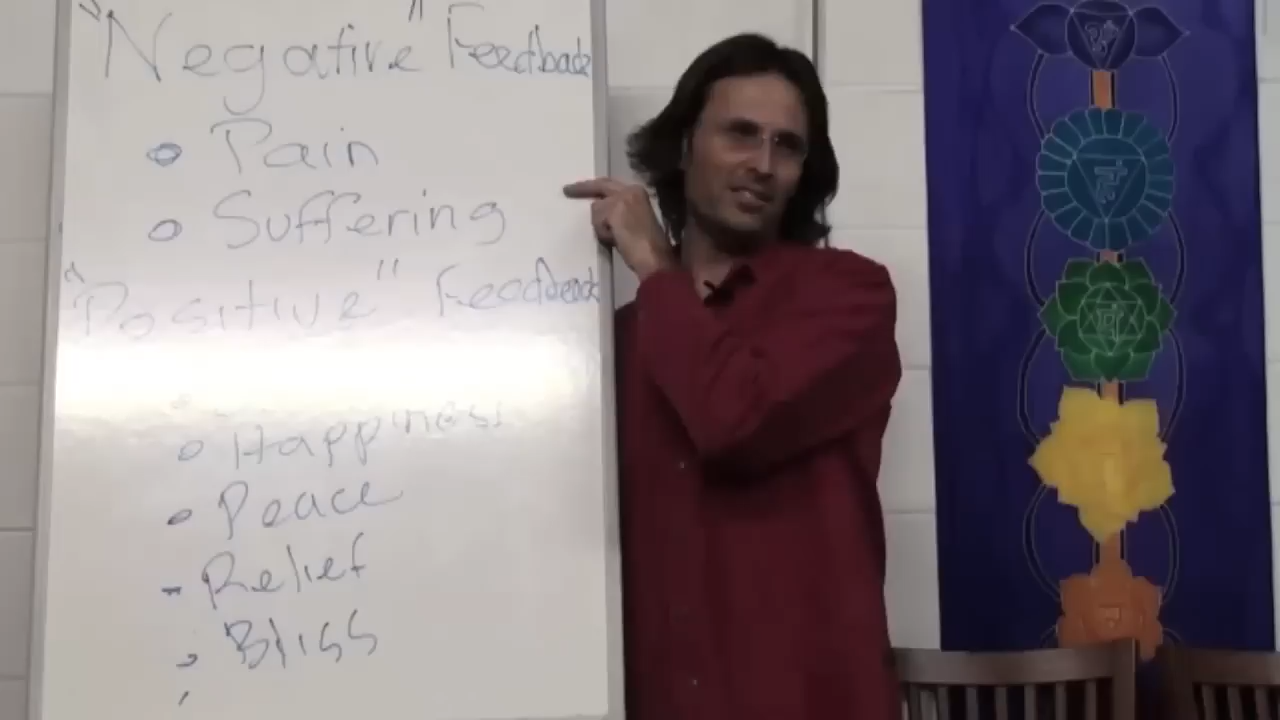 "Negative" Feedback
• Pain
• Suffering
"Positive" Feedback
• Happiness
• Peace
- Relief
• Bliss